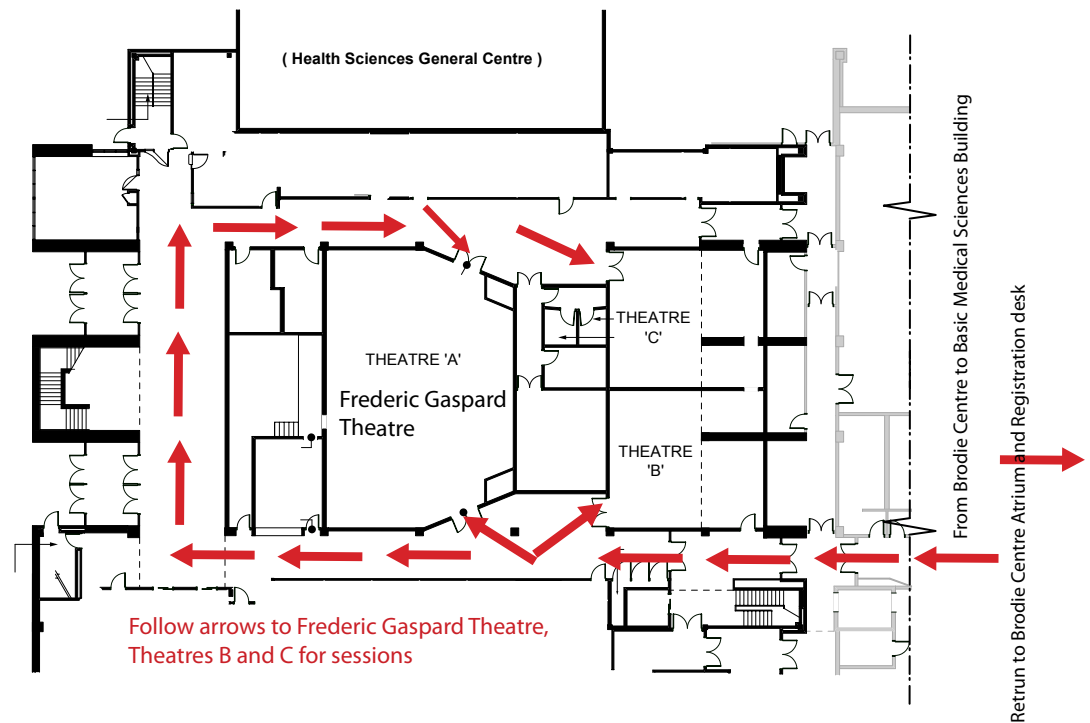 ( Health Sciences General Centre )
THEATRE 'A'
Frederic Gaspard
Theatre
THEATRE
'C'
THEATRE
'B'
From Brodie Centre to Basic Medical Sciences Building
Retrun to Brodie Centre Atrium and Registration desk
Follow arrows to Frederic Gaspard Theatre,
Theatres B and C for sessions